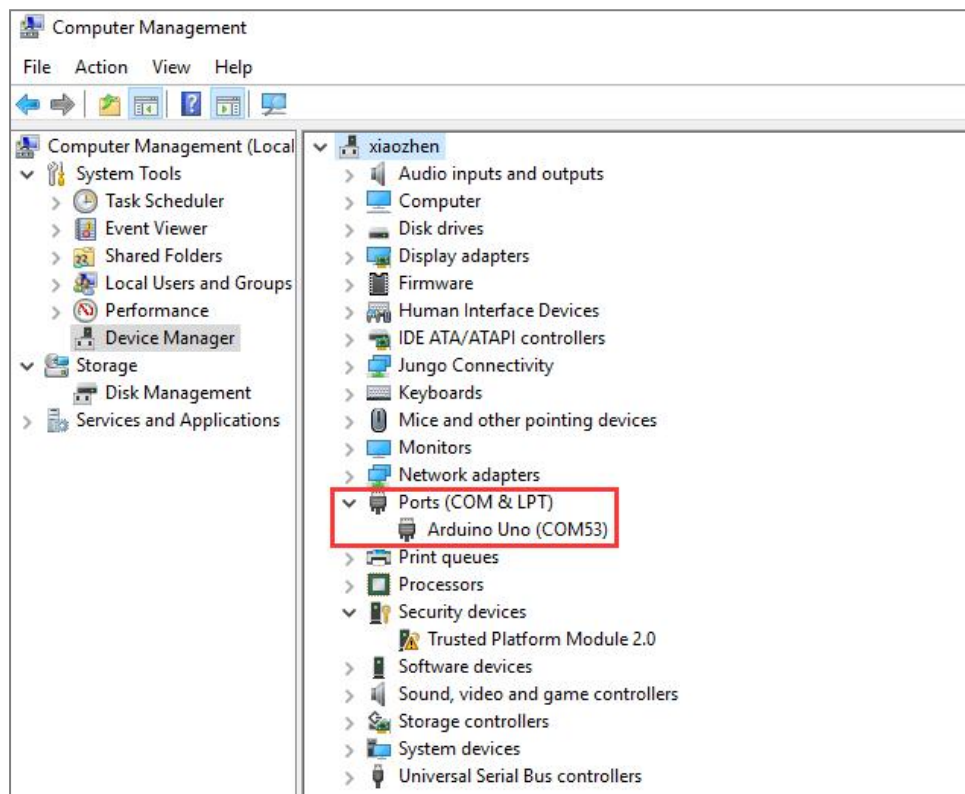 Computer Management
File Action View Help
Computer Management (Local
System Tools
Task Scheduler
Event Viewer
Shared Folders
Local Users and Groups
Performance
Device Manager
Storage
Disk Management
Services and Applications
xiaozhen
Audio inputs and outputs
Computer
Disk drives
Display adapters
Firmware
Human Interface Devices
IDE ATA/ATAPI controllers
Jungo Connectivity
Keyboards
Mice and other pointing devices
Monitors
Network adapters
Ports (COM & LPT)
Arduino Uno (COM53)
Print queues
Processors
Security devices
Trusted Platform Module 2.0
Software devices
Sound, video and game controllers
Storage controllers
System devices
Universal Serial Bus controllers